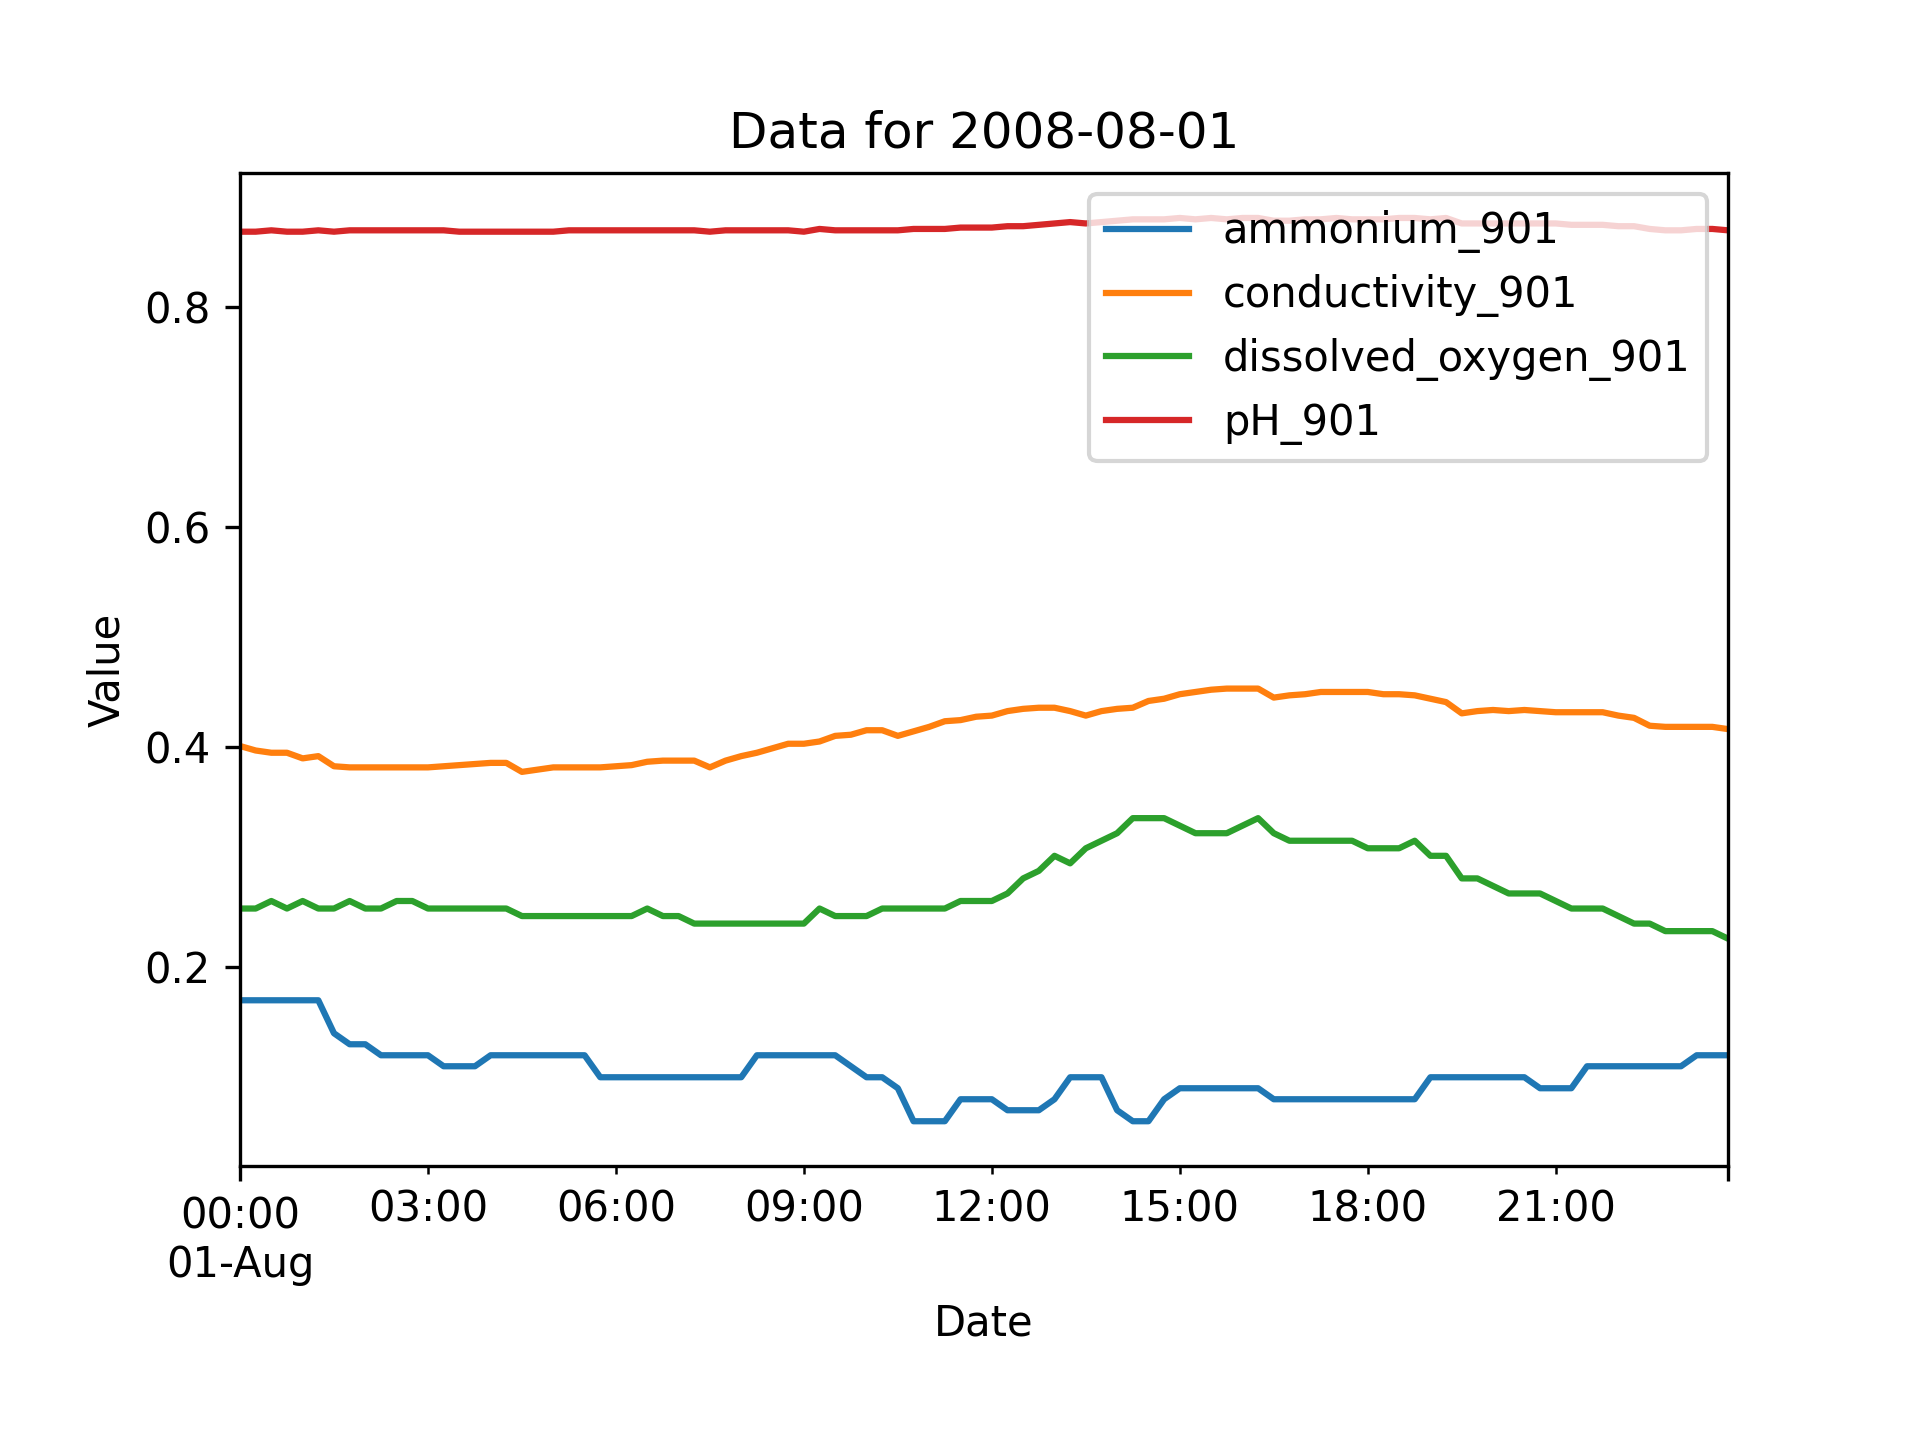 Data for 2008-08-01
ammonium_901
conductivity_901
dissolved_oxygen_901
pH_901
0.8
0.6
0.4
0.2
Value
00:00 03:00 06:00 09:00 12:00 15:00 18:00 21:00
01-Aug
Date